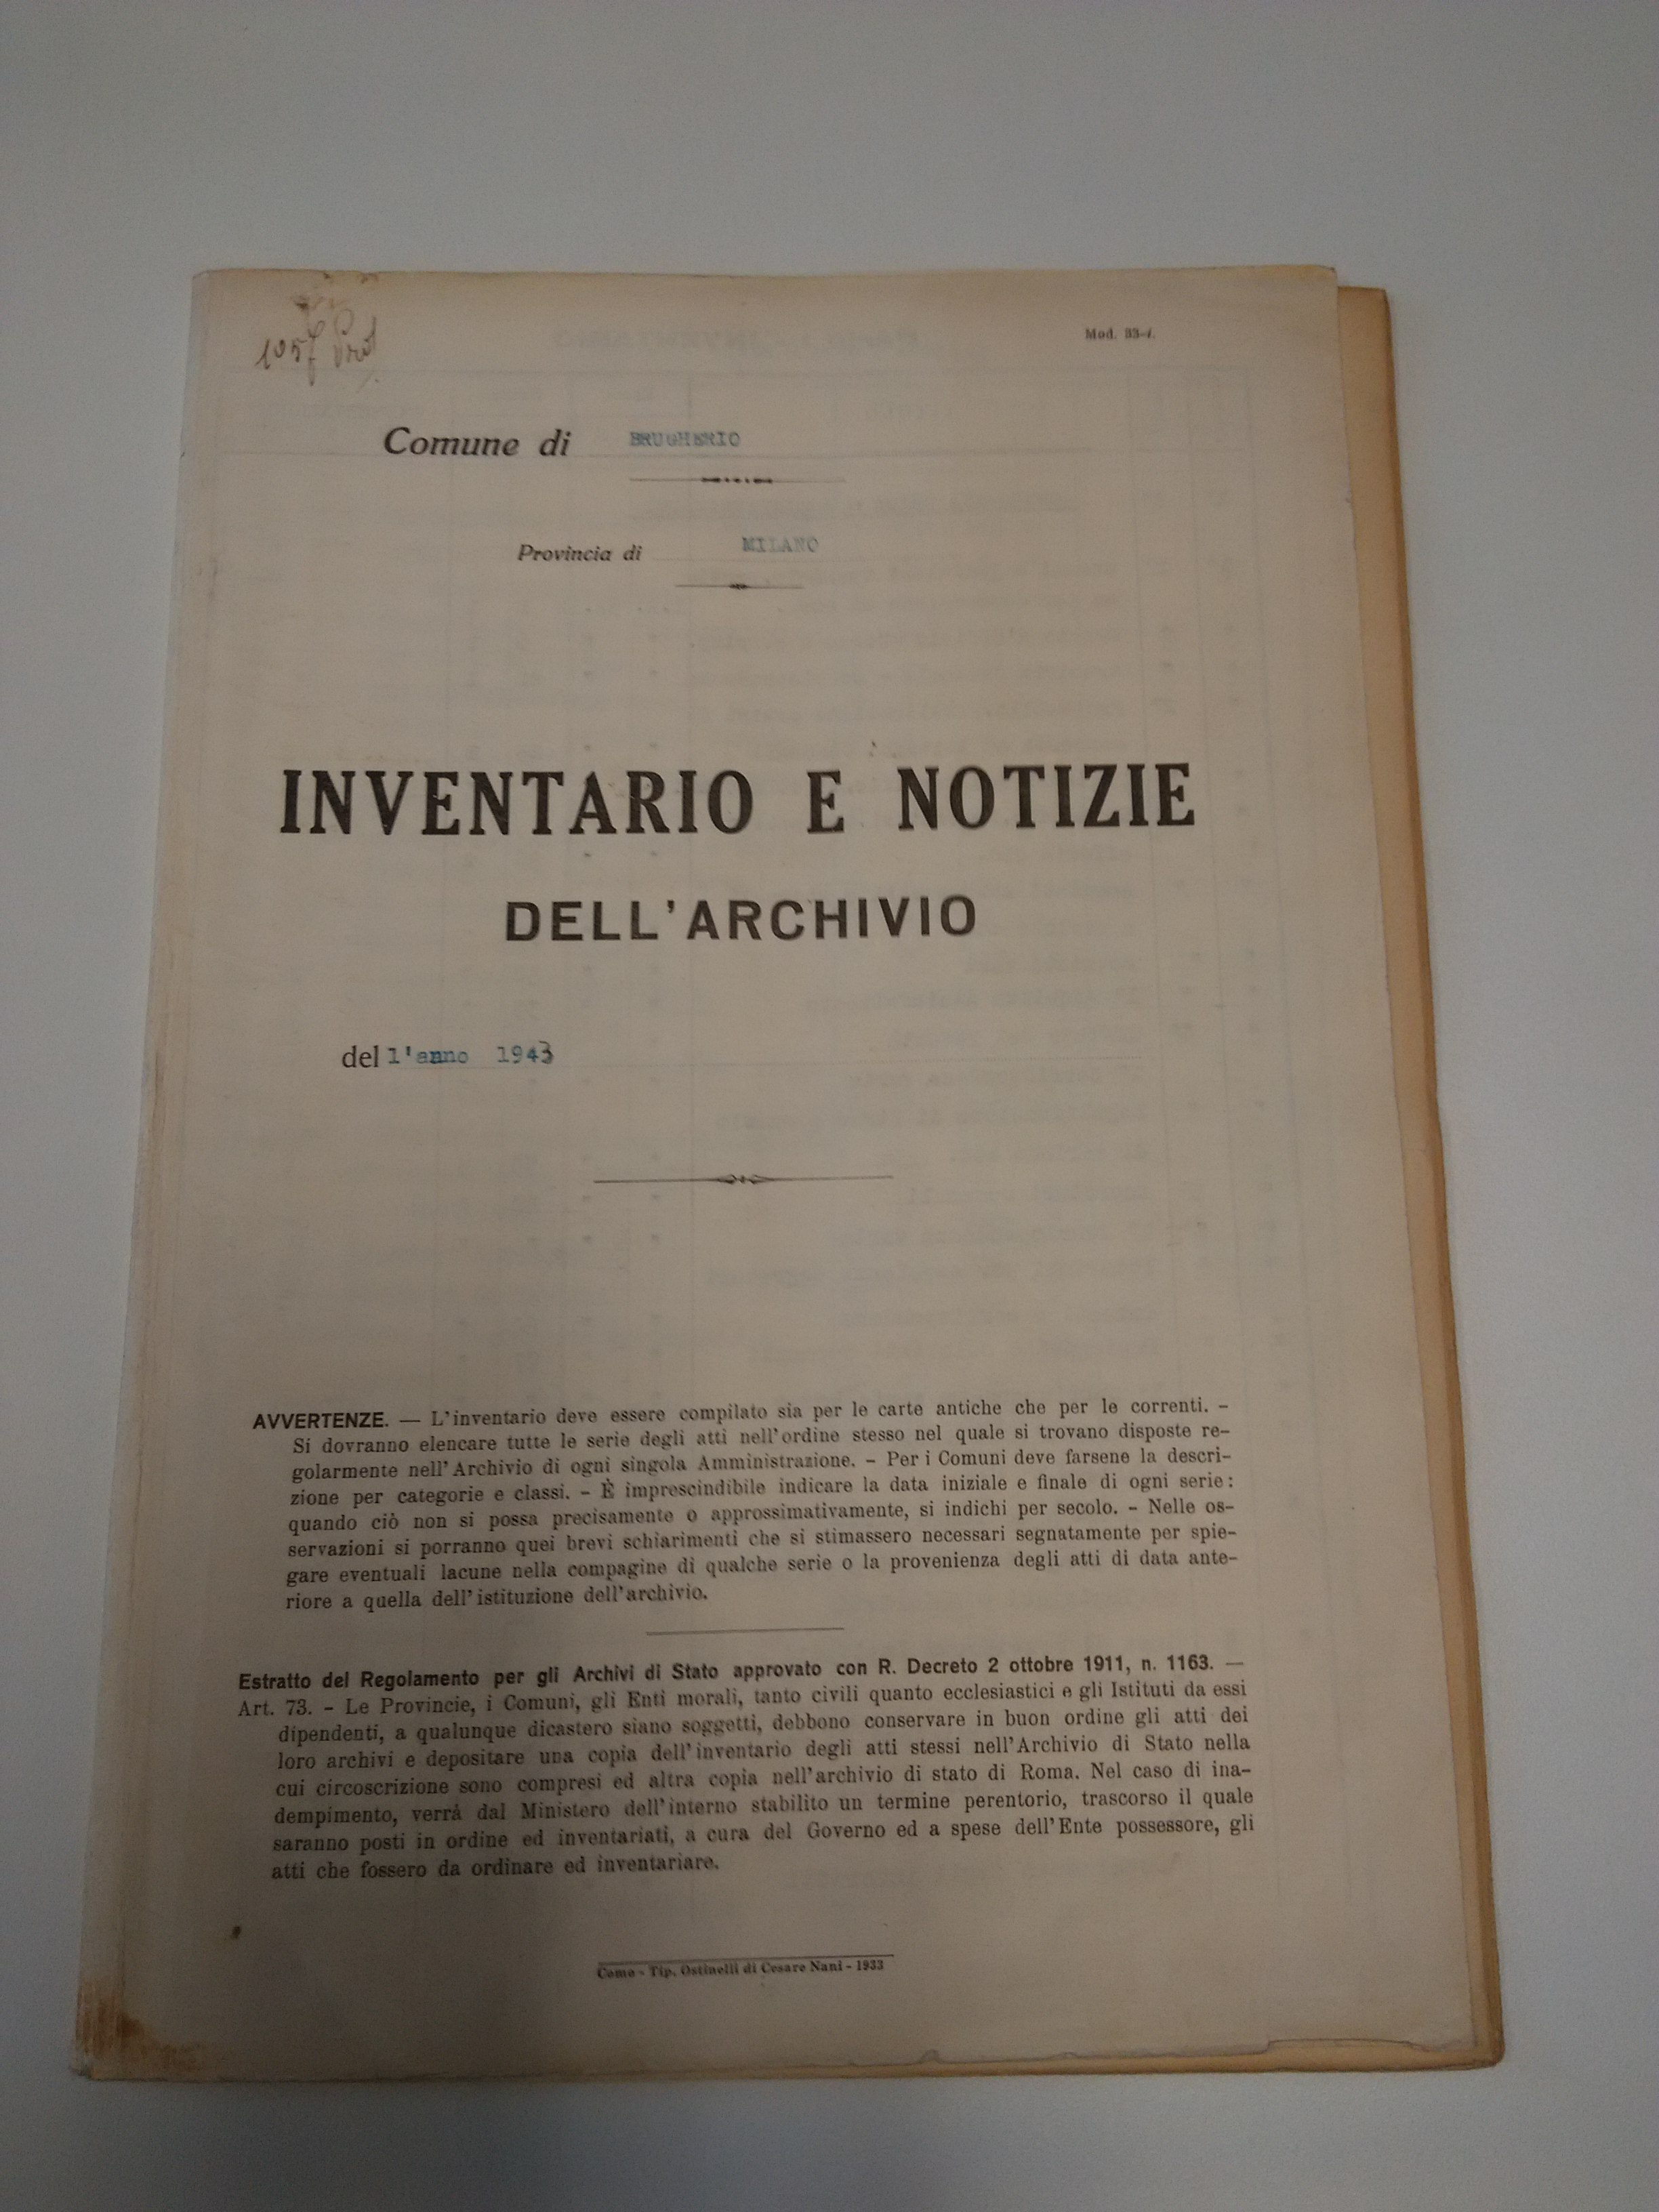 1057 Prot
Mod. 33-i.
Comune di BRUGHERIO
Provincia di MILANO
INVENTARIO E NOTIZIE
DELL'ARCHIVIO
del l'anno 1943
AVVERTENZE. — L'inventario deve essere compilato sia per le carte antiche che per le correnti. –
Si dovranno elencare tutte le serie degli atti nell'ordine stesso nel quale si trovano disposte re-
golarmente nell'Archivio di ogni singola Amministrazione. – Per i Comuni deve farsene la descri-
zione per categorie e classi. – È imprescindibile indicare la data iniziale e finale di ogni serie:
quando ciò non si possa precisamente o approssimativamente, si indichi per secolo. – Nelle os-
servazioni si porranno quei brevi schiarimenti che si stimassero necessari segnatamente per spie-
gare eventuali lacune nella compagine di qualche serie o la provenienza degli atti di data ante-
riore a quella dell'istituzione dell'archivio.
Estratto del Regolamento per gli Archivi di Stato approvato con R. Decreto 2 ottobre 1911, n. 1163. —
Art. 73. – Le Provincie, i Comuni, gli Enti morali, tanto civili quanto ecclesiastici e gli Istituti da essi
dipendenti, a qualunque dicastero siano soggetti, debbono conservare in buon ordine gli atti dei
loro archivi e depositare una copia dell'inventario degli atti stessi nell'Archivio di Stato nella
cui circoscrizione sono compresi ed altra copia nell'archivio di stato di Roma. Nel caso di ina-
dempimento, verrà dal Ministero dell'interno stabilito un termine perentorio, trascorso il quale
saranno posti in ordine ed inventariati, a cura del Governo ed a spese dell'Ente possessore, gli
atti che fossero da ordinare ed inventariare.
Como - Tip. Ostinelli di Cesare Nani - 1933